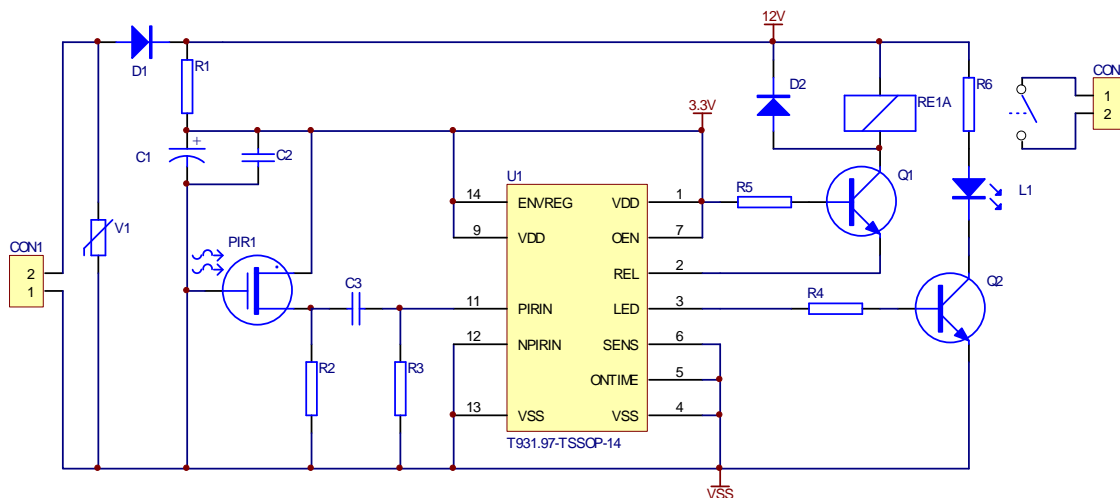 12V
D1
R1
D2
R6
CON
1
2
RE1A
3.3V
C1
+
C2
U1
Q1
R5
L1
14
ENVREG
VDD
1
9
VDD
OEN
7
V1
PIR1
CON1
2
1
REL
2
Q2
C3
R4
11
PIRIN
LED
3
12
NPIRIN
SENS
6
R2
R3
ONTIME
5
13
VSS
VSS
4
T931.97-TSSOP-14
VSS